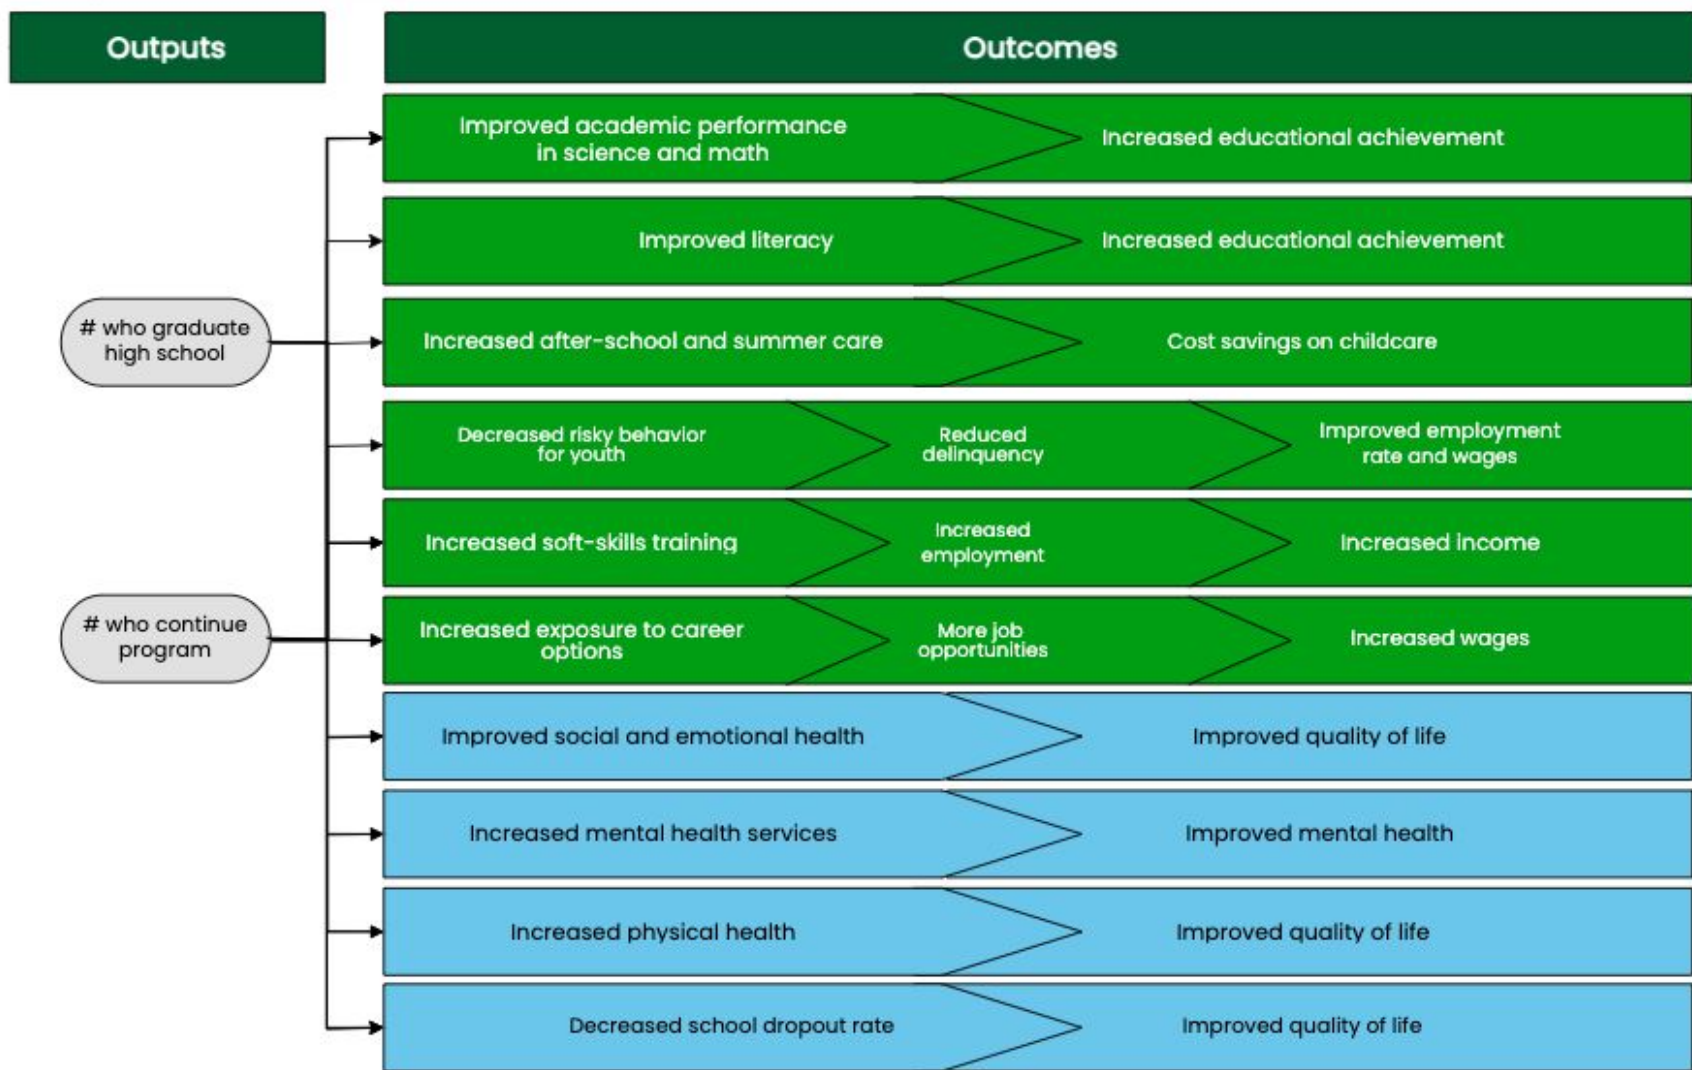 Outputs
Outcomes
Improved academic performance
in science and math
Increased educational achievement
Improved literacy
Increased educational achievement
# who graduate
high school
Increased after-school and summer care
Cost savings on childcare
Decreased risky behavior
for youth
Reduced
delinquency
Improved employment
rate and wages
Increased soft-skills training
Increased
employment
Increased income
# who continue
program
Increased exposure to career
options
More job
opportunities
Increased wages
Improved social and emotional health
Improved quality of life
Increased mental health services
Improved mental health
Increased physical health
Improved quality of life
Decreased school dropout rate
Improved quality of life